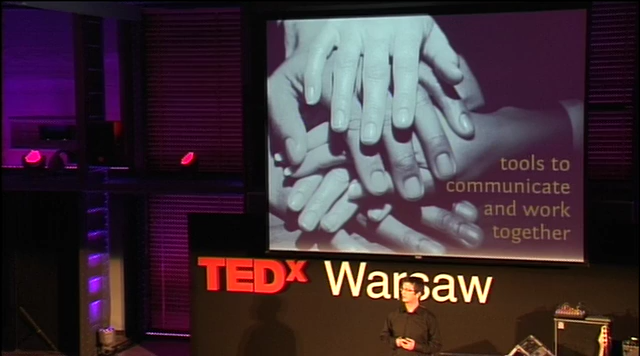 tools to
communicate
and work
together
TEDx Warsaw